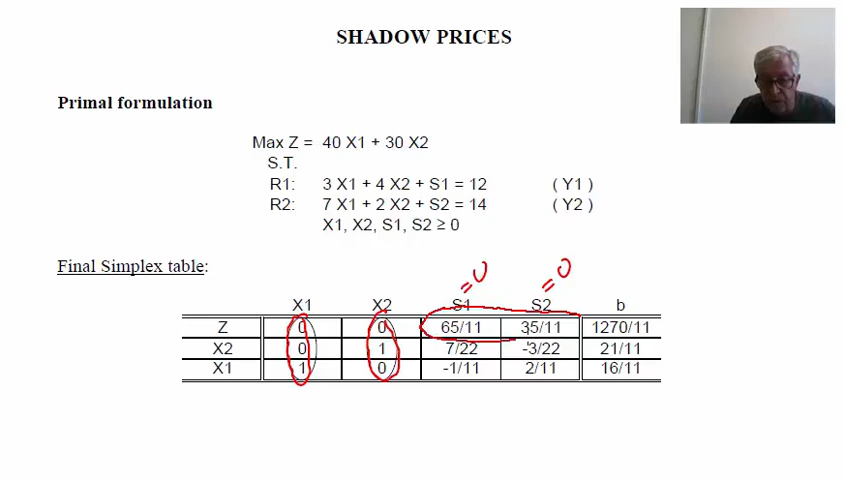 SHADOW PRICES
Primal formulation
Max Z = 40 X1 + 30 X2
S.T.
R1: 3 X1 + 4 X2 + S1 = 12 ( Y1 )
R2: 7 X1 + 2 X2 + S2 = 14 ( Y2 )
X1, X2, S1, S2 ≥ 0
Final Simplex table:
=0 =0
X1 X2 S1 S2 b
Z 0 0 65/11 35/11 1270/11
X2 0 1 7/22 -3/22 21/11
X1 1 0 -1/11 2/11 16/11